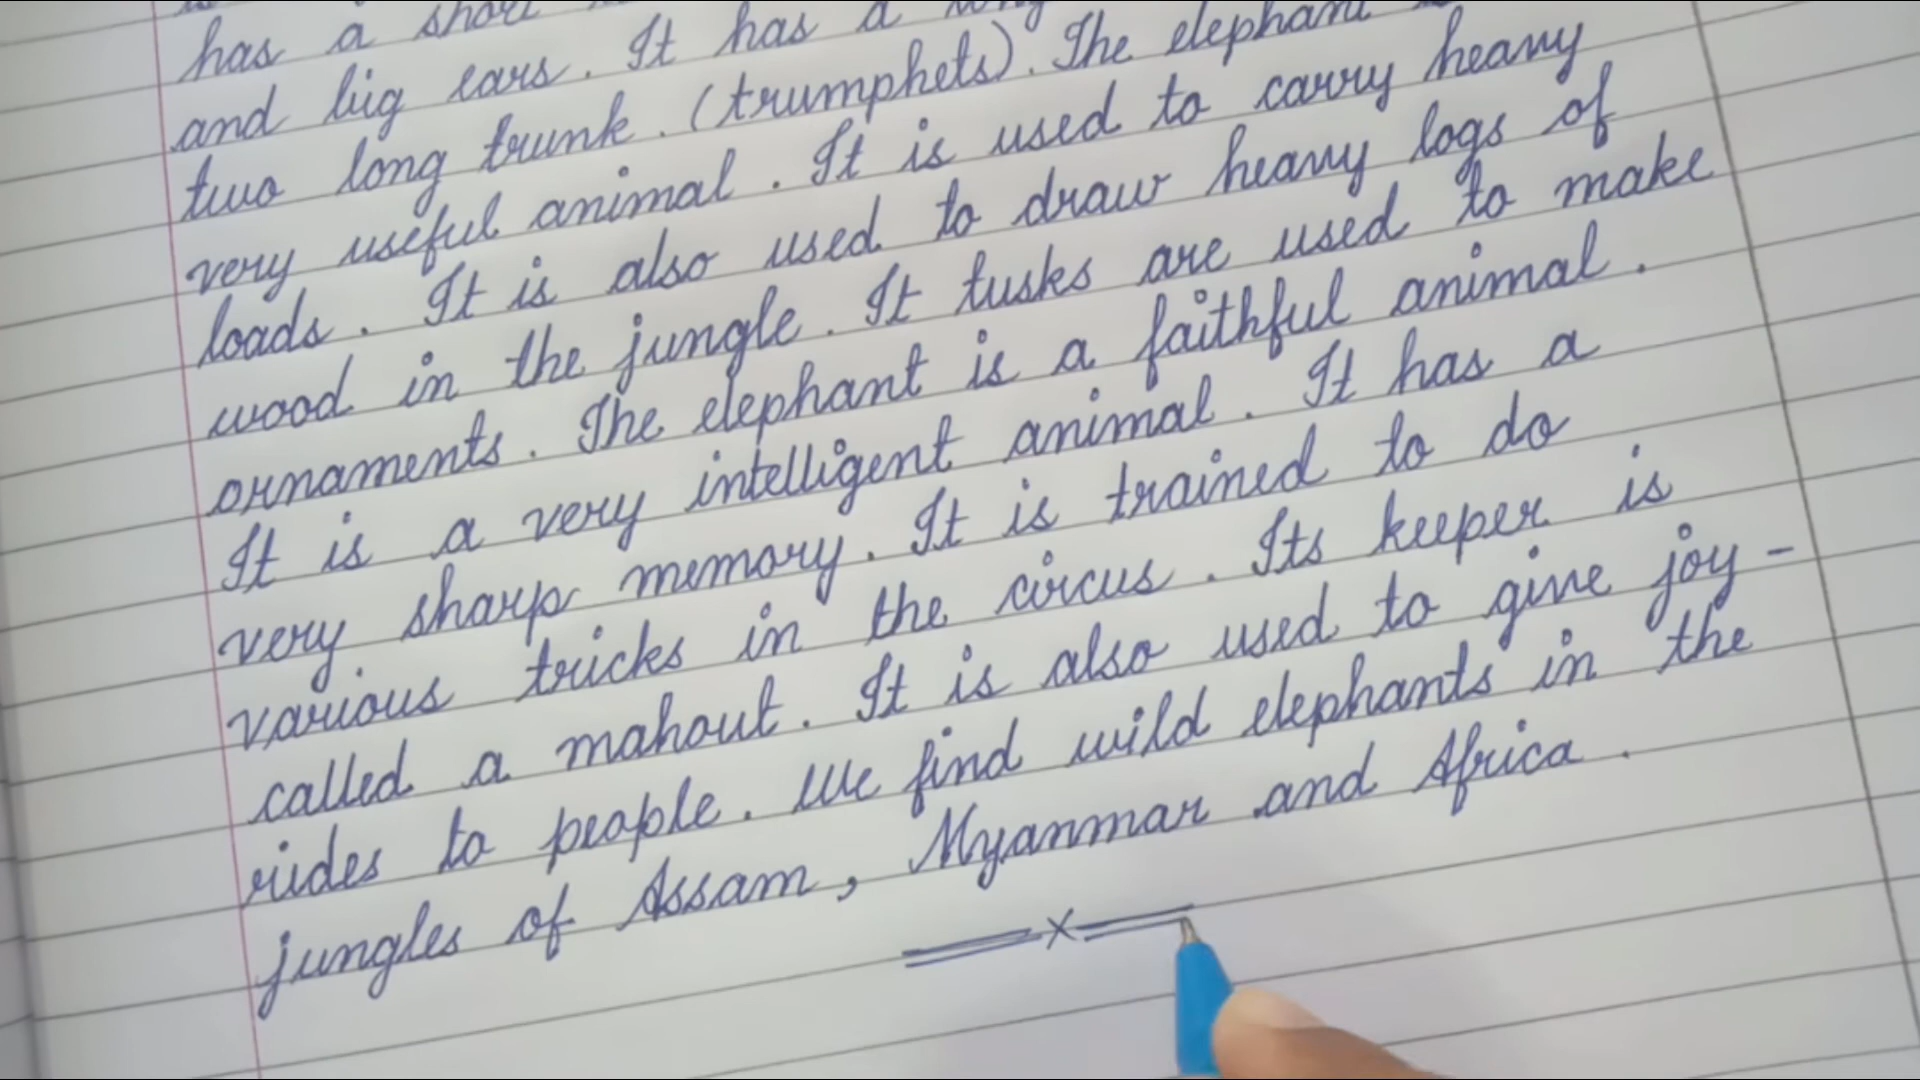 has a short
and big ears. It has a long
two long trunk. (trumphets). The elephant is
very useful animal. It is used to carry heavy
loads. It is also used to draw heavy logs of
wood in the jungle. It tusks are used to make
ornaments. The elephant is a faithful animal.
It is a very intelligent animal. It has a
very sharp memory. It is trained to do
various tricks in the circus. Its keeper is
called a mahout. It is also used to give joy-
rides to people. We find wild elephants in the
jungles of Assam, Myanmar and Africa.
x